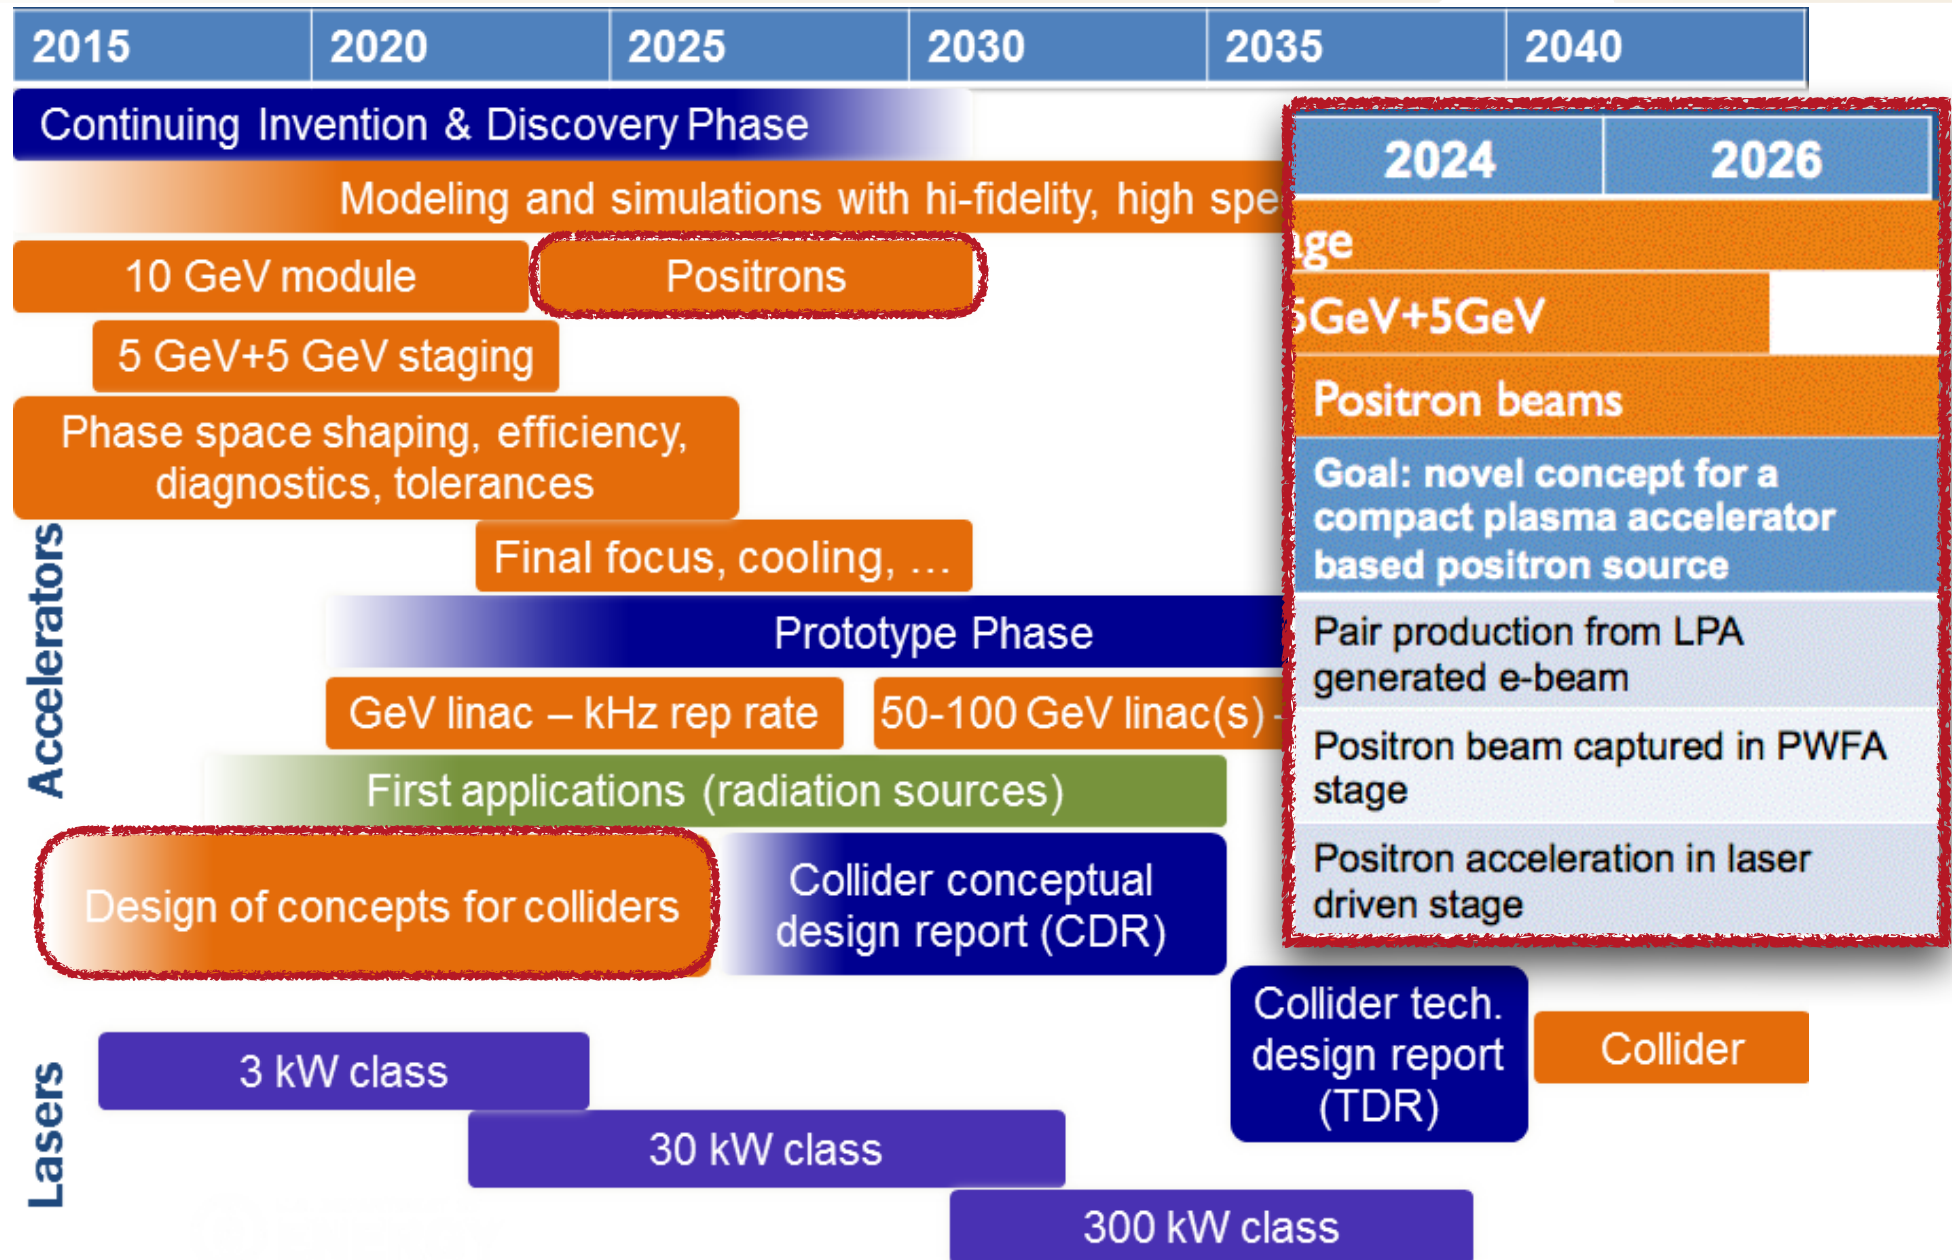 2015 2020 2025 2030 2035 2040
Continuing Invention & Discovery Phase
Modeling and simulations with hi-fidelity, high spe
10 GeV module
Positrons
5 GeV+5 GeV staging
Phase space shaping, efficiency,
diagnostics, tolerances
Final focus, cooling, …
Prototype Phase
GeV linac – kHz rep rate
50-100 GeV linac(s) -
First applications (radiation sources)
Design of concepts for colliders
Collider conceptual
design report (CDR)
Collider tech.
design report
(TDR)
Collider
Accelerators
Lasers
3 kW class
30 kW class
300 kW class
2024 2026
age
5GeV+5GeV
Positron beams
Goal: novel concept for a
compact plasma accelerator
based positron source
Pair production from LPA
generated e-beam
Positron beam captured in PWFA
stage
Positron acceleration in laser
driven stage